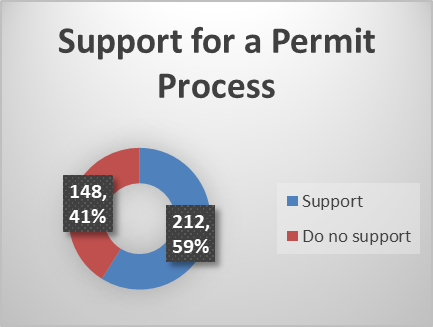 Support for a Permit
Process
148,
41%
212,
59%
Support
Do no support